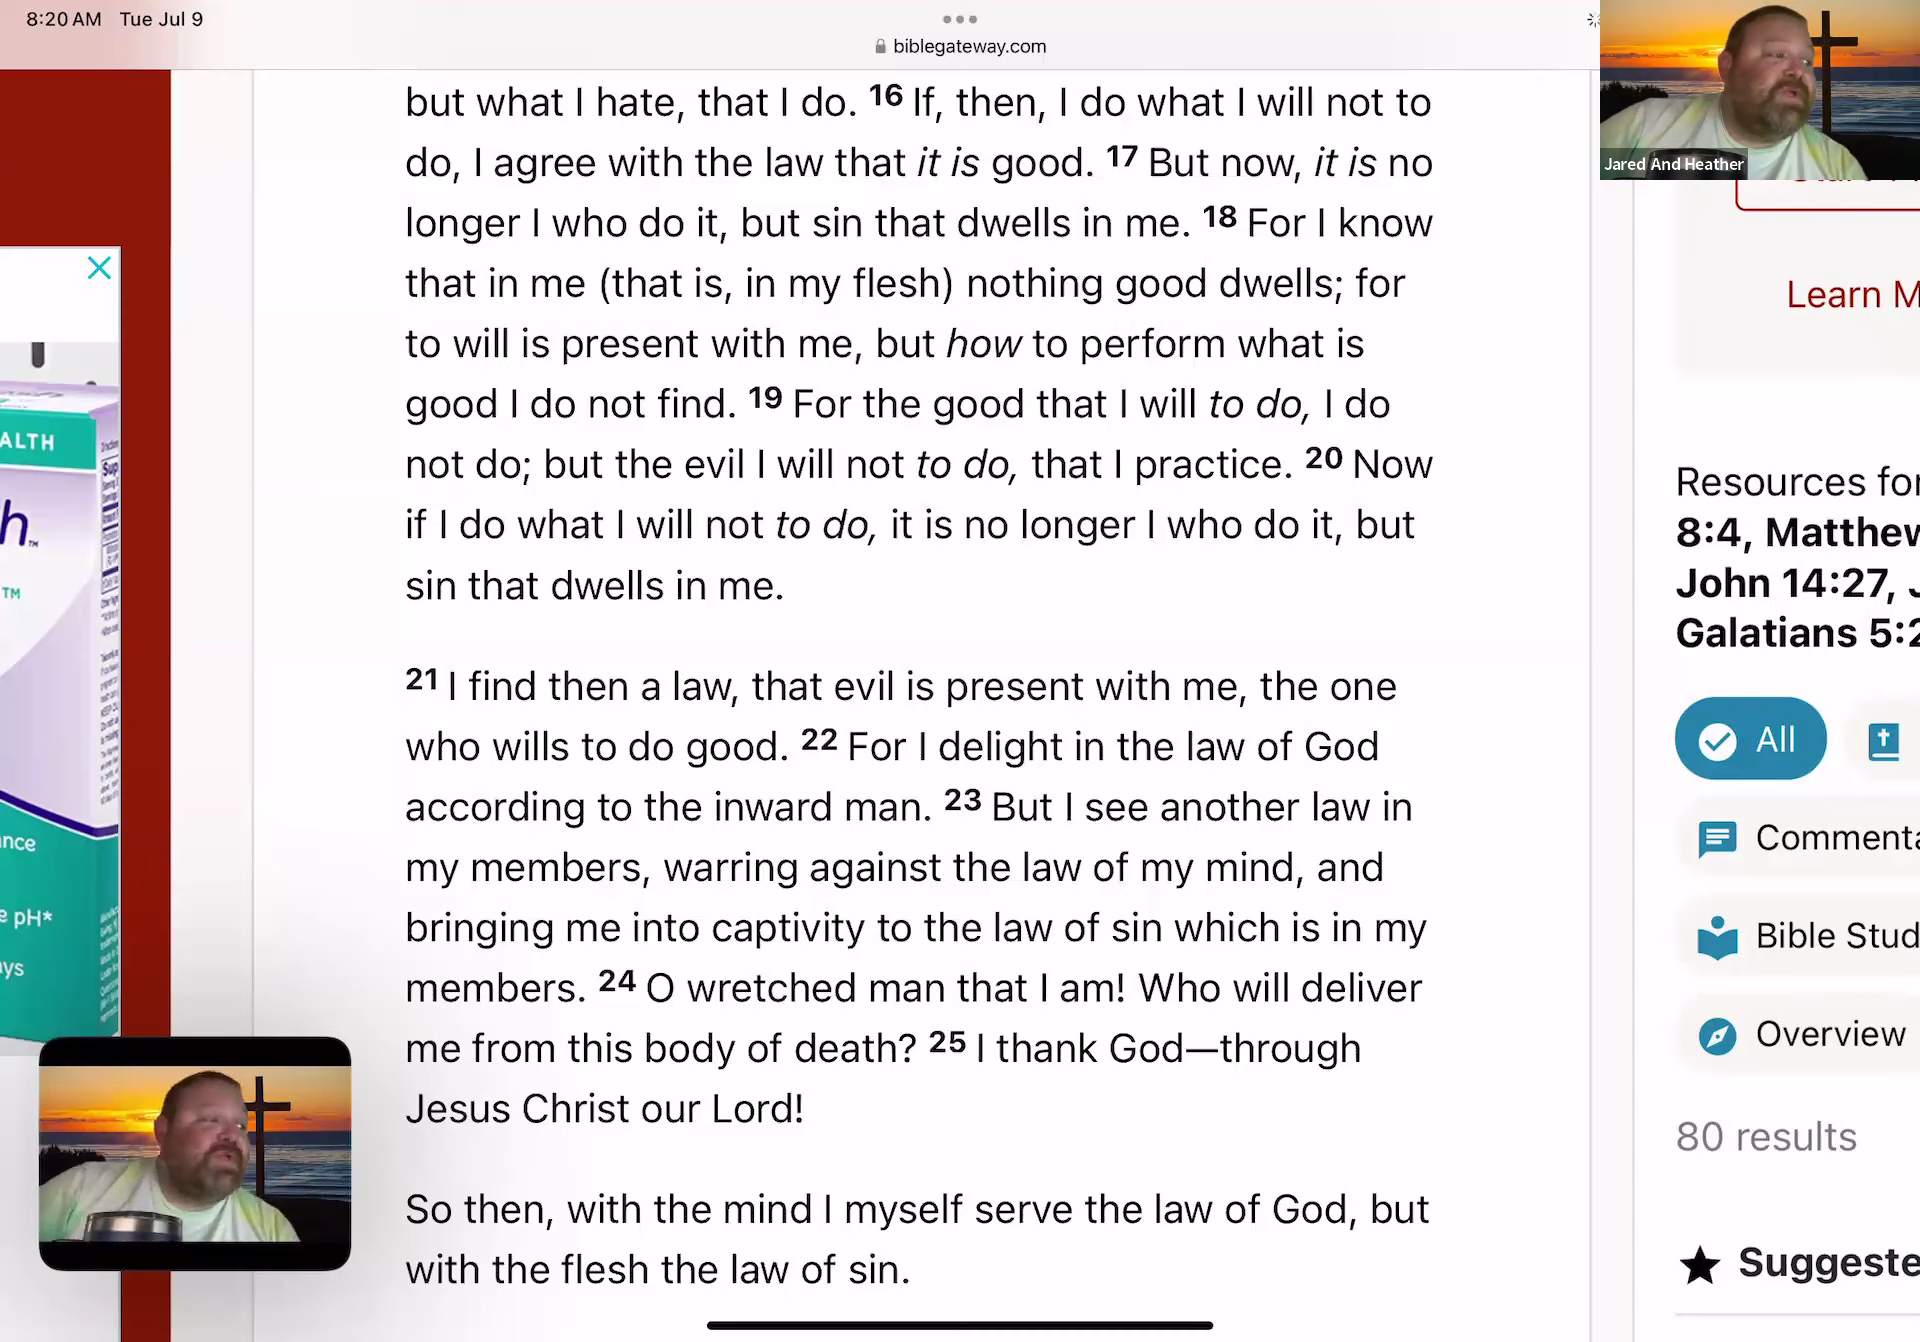 8:20 AM Tue Jul 9
biblegateway.com
Jared And Heather
but what I hate, that I do. 16 If, then, I do what I will not to
do, I agree with the law that it is good. 17 But now, it is no
longer I who do it, but sin that dwells in me. 18 For I know
that in me (that is, in my flesh) nothing good dwells; for
to will is present with me, but how to perform what is
good I do not find. 19 For the good that I will to do, I do
not do; but the evil I will not to do, that I practice. 20 Now
if I do what I will not to do, it is no longer I who do it, but
sin that dwells in me.
21 I find then a law, that evil is present with me, the one
who wills to do good. 22 For I delight in the law of God
according to the inward man. 23 But I see another law in
my members, warring against the law of my mind, and
bringing me into captivity to the law of sin which is in my
members. 24 O wretched man that I am! Who will deliver
me from this body of death? 25 I thank God—through
Jesus Christ our Lord!
So then, with the mind I myself serve the law of God, but
with the flesh the law of sin.
ALTH
h™
TM
nce
e pH*
ys
Learn M
Resources for
8:4, Matthew
John 14:27, J
Galatians 5:2
All
Commenta
Bible Stud
Overview
80 results
Suggeste